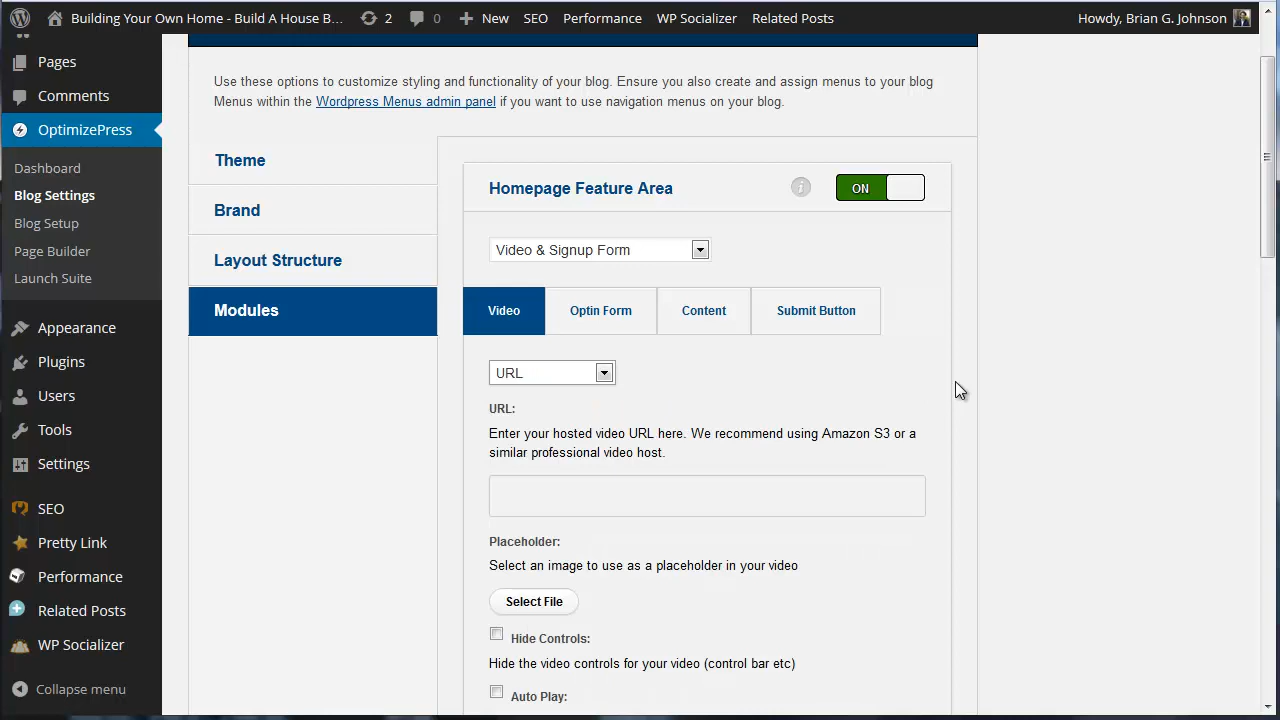 Building Your Own Home - Build A House B... 2 0 New SEO Performance WP Socializer Related Posts Howdy, Brian G. Johnson
Pages
Comments
OptimizePress
Dashboard
Blog Settings
Blog Setup
Page Builder
Launch Suite
Appearance
Plugins
Users
Tools
Settings
SEO
Pretty Link
Performance
Related Posts
WP Socializer
Collapse menu
Use these options to customize styling and functionality of your blog. Ensure you also create and assign menus to your blog
Menus within the Wordpress Menus admin panel if you want to use navigation menus on your blog.
Theme
Brand
Layout Structure
Modules
Homepage Feature Area i ON
Video & Signup Form
Video Optin Form Content Submit Button
URL
URL:
Enter your hosted video URL here. We recommend using Amazon S3 or a
similar professional video host.
Placeholder:
Select an image to use as a placeholder in your video
Select File
Hide Controls:
Hide the video controls for your video (control bar etc)
Auto Play: